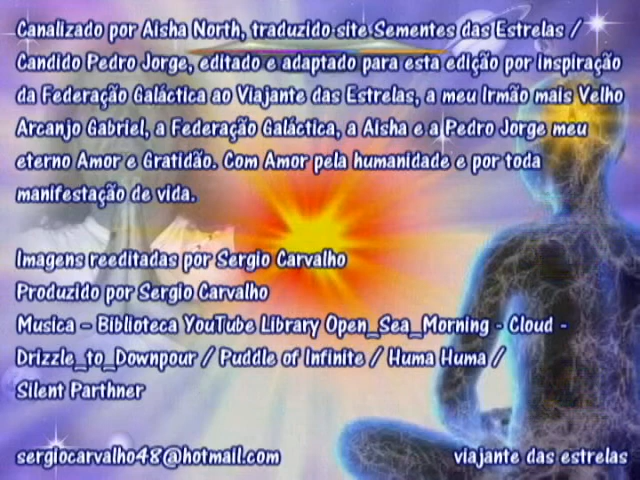 Canalizado por Aisha North, traduzido site Sementes das Estrelas /
Candido Pedro Jorge, editado e adaptado para esta edição por inspiração
da Federação Galáctica ao Viajante das Estrelas, a meu Irmão mais Velho
Arcanjo Gabriel, a Federação Galáctica, a Aisha e a Pedro Jorge meu
eterno Amor e Gratidão. Com Amor pela humanidade e por toda
manifestação de vida.
Imagens reeditadas por Sergio Carvalho
Produzido por Sergio Carvalho
Musica – Biblioteca YouTube Library Open_Sea_Morning - Cloud -
Drizzle_to_Downpour / Puddle of Infinite / Huma Huma /
Silent Parthner
sergiocarvalho48@hotmail.com viajante das estrelas